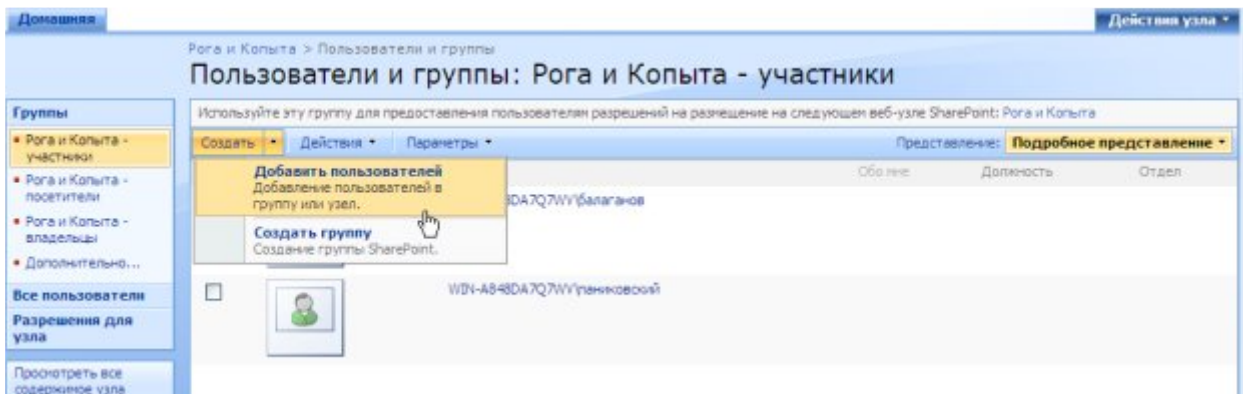 Домашняя
Действия узла
Рога и Копыта > Пользователи и группы
Пользователи и группы: Рога и Копыта - участники
Группы
Рога и Копыта -
участники
Рога и Копыта -
посетители
Рога и Копыта -
владельцы
Дополнительно...
Все пользователи
Разрешения для
узла
Просмотреть все
содержимое узла
Используйте эту группу для предоставления пользователям разрешений на размещение на следующем веб-узле SharePoint: Рога и Копыта
Создать Действия Параметры Представление: Подробное представление
Обо мне Должность Отдел
Добавить пользователей
Добавление пользователей в
группу или узел.
Создать группу
Создание группы SharePoint.
8DA7Q7WV\балаганов
WIN-A848DA7Q7WV\паниковский